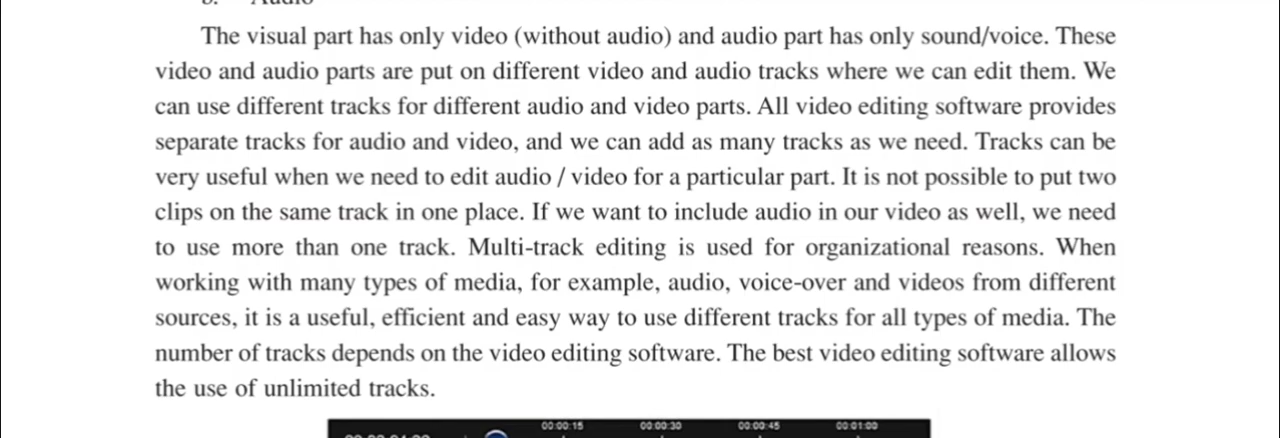 The visual part has only video (without audio) and audio part has only sound/voice. These
video and audio parts are put on different video and audio tracks where we can edit them. We
can use different tracks for different audio and video parts. All video editing software provides
separate tracks for audio and video, and we can add as many tracks as we need. Tracks can be
very useful when we need to edit audio / video for a particular part. It is not possible to put two
clips on the same track in one place. If we want to include audio in our video as well, we need
to use more than one track. Multi-track editing is used for organizational reasons. When
working with many types of media, for example, audio, voice-over and videos from different
sources, it is a useful, efficient and easy way to use different tracks for all types of media. The
number of tracks depends on the video editing software. The best video editing software allows
the use of unlimited tracks.
00:00:15 00:00:30 00:00:45 00:01:00